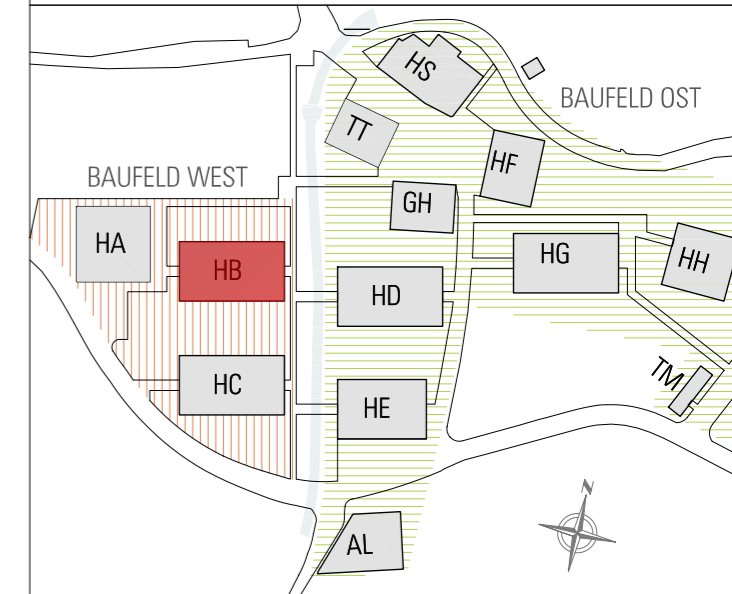 HS
BAUFELD OST
TT
HF
BAUFELD WEST
GH
HA
HB
HG
HH
HD
HC
HE
TM
N
AL